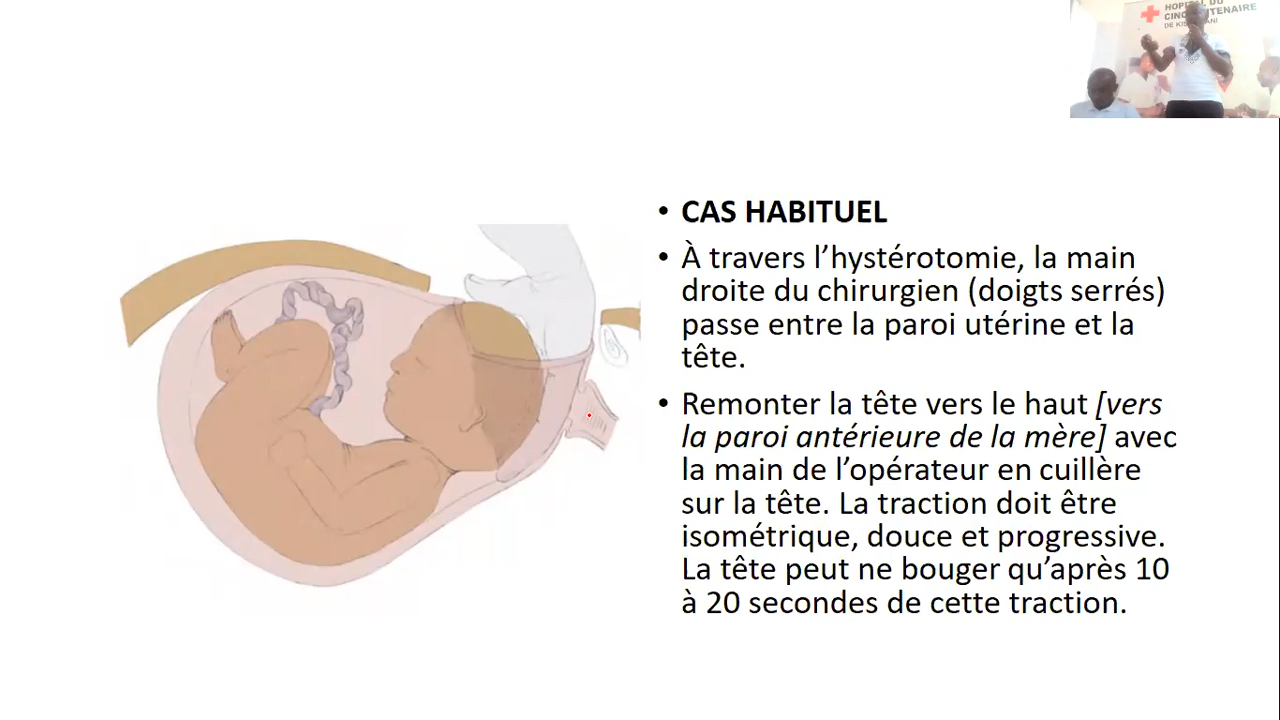 HOPITAL DU
CINQUANTENAIRE
• CAS HABITUEL
• À travers l’hystérotomie, la main
droite du chirurgien (doigts serrés)
passe entre la paroi utérine et la
tête.
• Remonter la tête vers le haut [vers
la paroi antérieure de la mère] avec
la main de l’opérateur en cuillère
sur la tête. La traction doit être
isométrique, douce et progressive.
La tête peut ne bouger qu’après 10
à 20 secondes de cette traction.